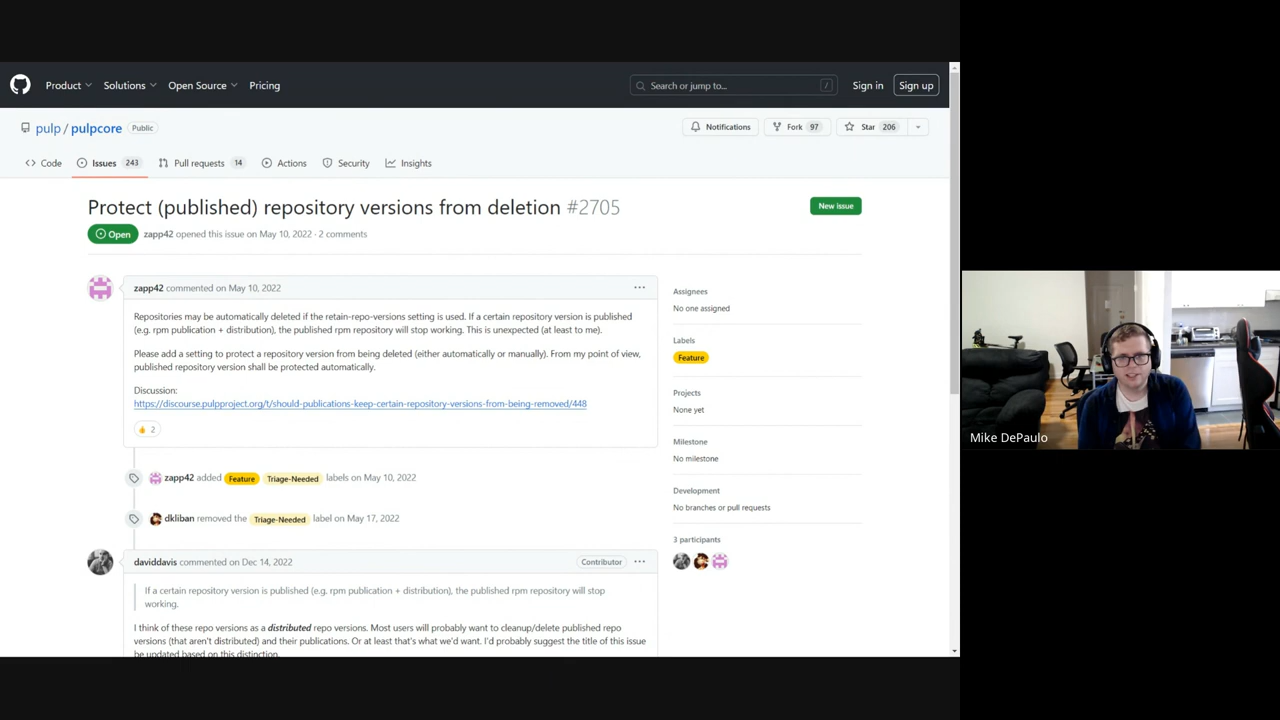 Product Solutions Open Source Pricing Search or jump to... / Sign in Sign up
pulp / pulpcore Public Notifications Fork 97 Star 206
Code Issues 243 Pull requests 14 Actions Security Insights
Protect (published) repository versions from deletion #2705 New issue
Open zapp42 opened this issue on May 10, 2022 · 2 comments
zapp42 commented on May 10, 2022 ···
Repositories may be automatically deleted if the retain-repo-versions setting is used. If a certain repository version is published
(e.g. rpm publication + distribution), the published rpm repository will stop working. This is unexpected (at least to me).
Please add a setting to protect a repository version from being deleted (either automatically or manually). From my point of view,
published repository version shall be protected automatically.
Discussion:
https://discourse.pulpproject.org/t/should-publications-keep-certain-repository-versions-from-being-removed/448
2
zapp42 added Feature Triage-Needed labels on May 10, 2022
dkliban removed the Triage-Needed label on May 17, 2022
daviddavis commented on Dec 14, 2022 Contributor ···
If a certain repository version is published (e.g. rpm publication + distribution), the published rpm repository will stop
working.
I think of these repo versions as a distributed repo versions. Most users will probably want to cleanup/delete published repo
versions (that aren't distributed) and their publications. Or at least that's what we'd want. I'd probably suggest the title of this issue
be updated based on this distinction.
Assignees
No one assigned
Labels
Feature
Projects
None yet
Milestone
No milestone
Development
No branches or pull requests
3 participants
Mike DePaulo